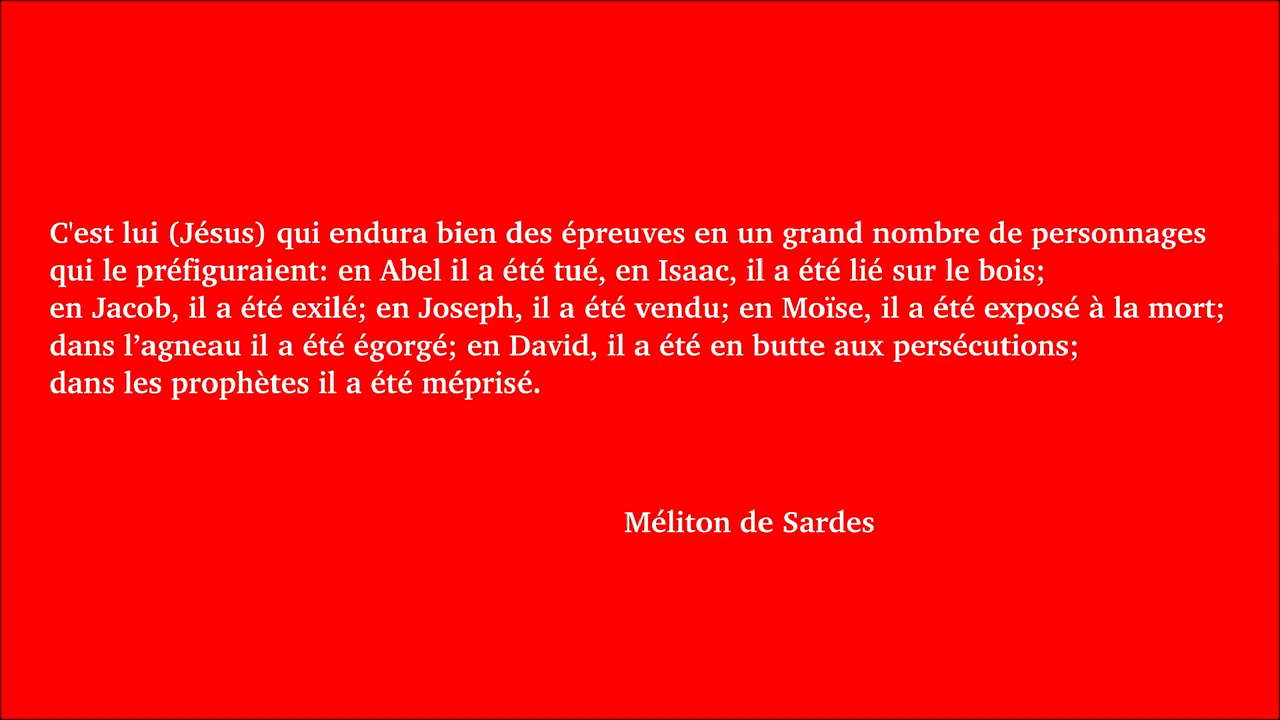 C'est lui (Jésus) qui endura bien des épreuves en un grand nombre de personnages
qui le préfiguraient: en Abel il a été tué, en Isaac, il a été lié sur le bois;
en Jacob, il a été exilé; en Joseph, il a été vendu; en Moïse, il a été exposé à la mort;
dans l’agneau il a été égorgé; en David, il a été en butte aux persécutions;
dans les prophètes il a été méprisé.
Méliton de Sardes